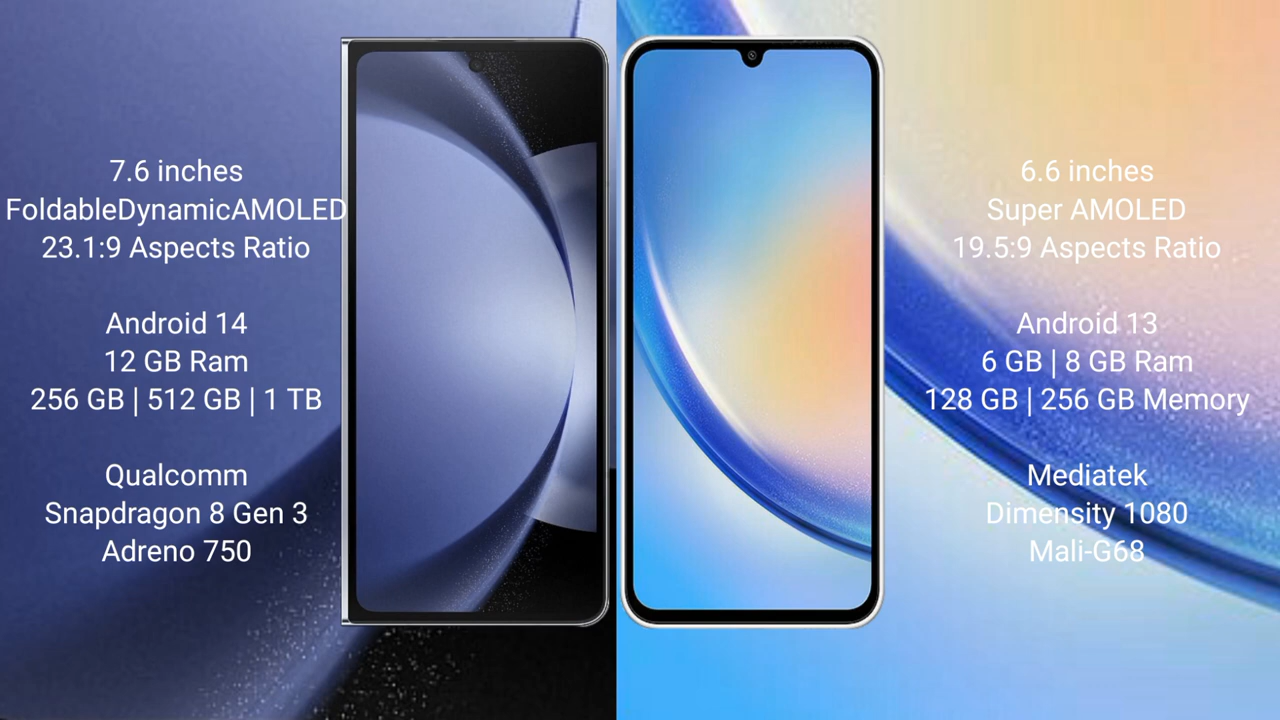 7.6 inches
FoldableDynamicAMOLED
23.1:9 Aspects Ratio
Android 14
12 GB Ram
256 GB | 512 GB | 1 TB
Qualcomm
Snapdragon 8 Gen 3
Adreno 750
6.6 inches
Super AMOLED
19.5:9 Aspects Ratio
Android 13
6 GB | 8 GB Ram
128 GB | 256 GB Memory
Mediatek
Dimensity 1080
Mali-G68